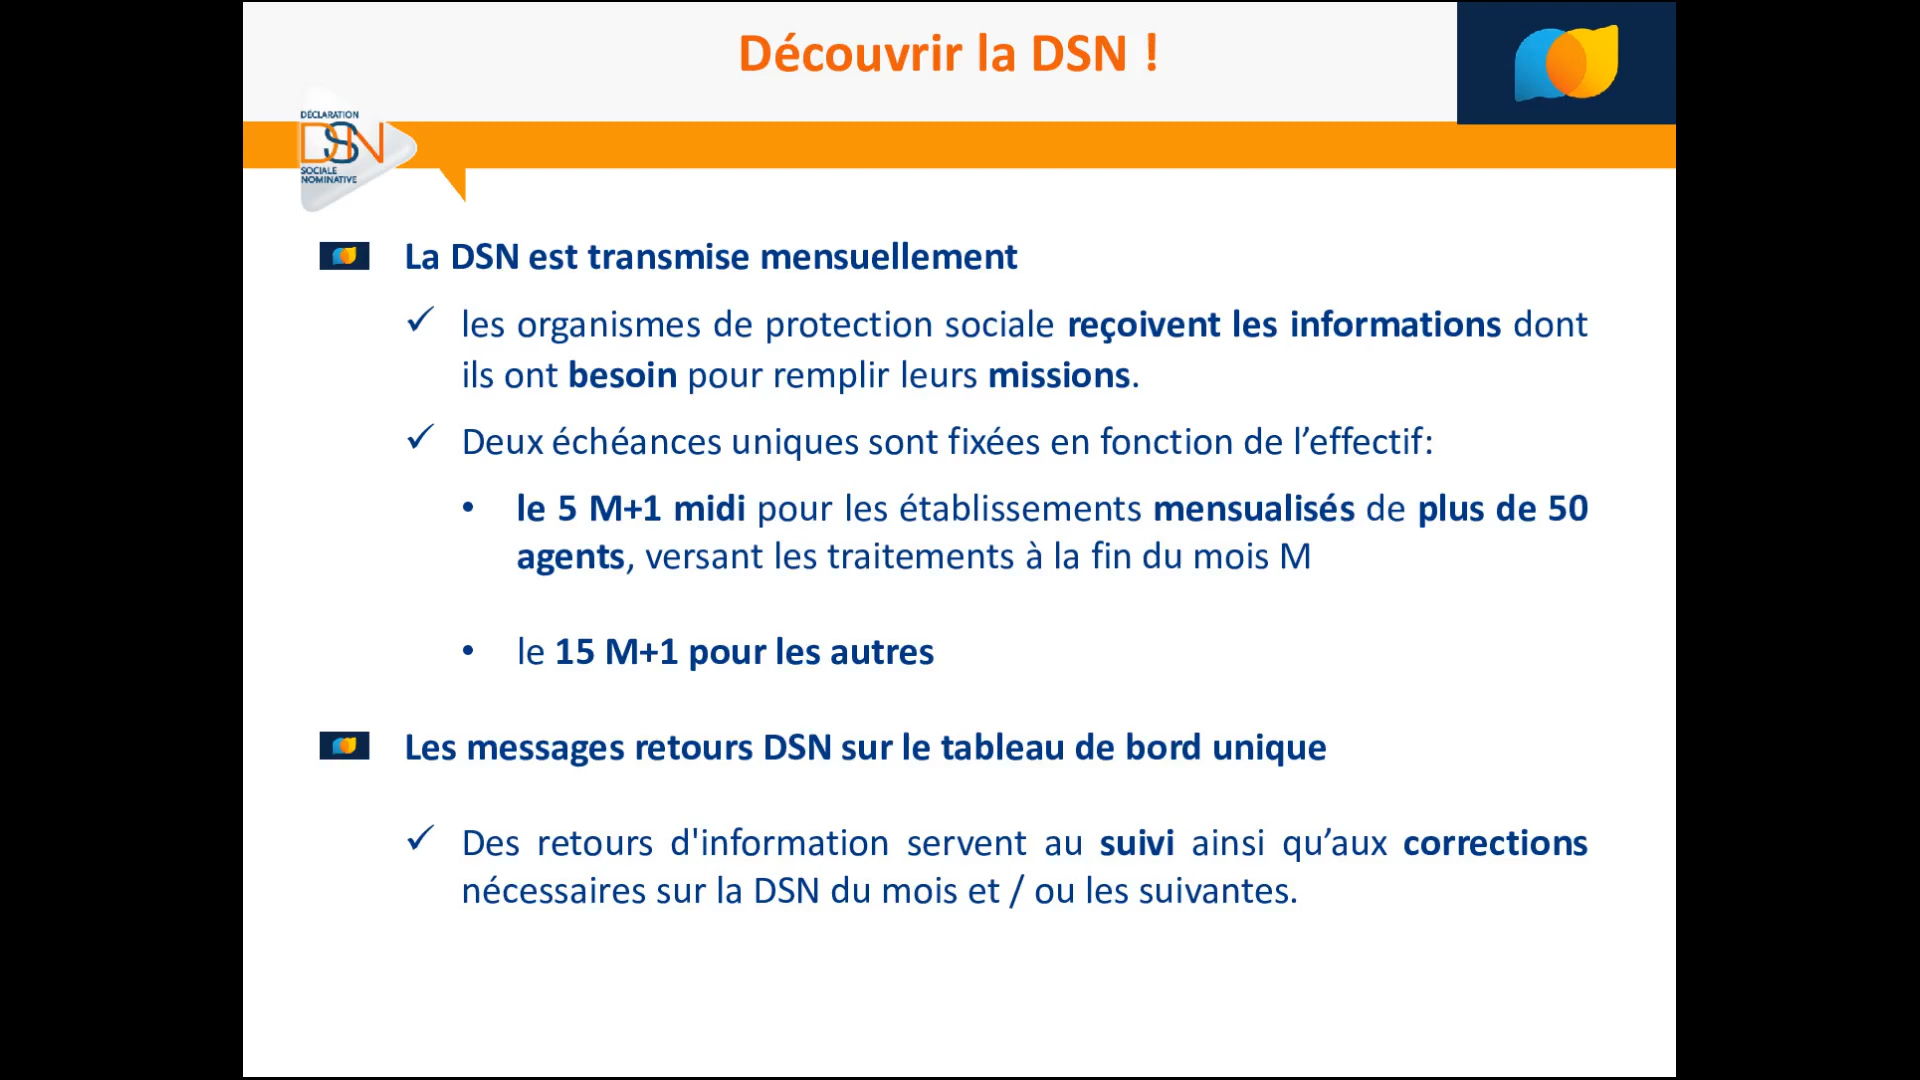 Découvrir la DSN !
DÉCLARATION
DSN
SOCIALE
NOMINATIVE
La DSN est transmise mensuellement
✓ les organismes de protection sociale reçoivent les informations dont
ils ont besoin pour remplir leurs missions.
✓ Deux échéances uniques sont fixées en fonction de l’effectif:
• le 5 M+1 midi pour les établissements mensualisés de plus de 50
agents, versant les traitements à la fin du mois M
• le 15 M+1 pour les autres
Les messages retours DSN sur le tableau de bord unique
✓ Des retours d'information servent au suivi ainsi qu’aux corrections
nécessaires sur la DSN du mois et / ou les suivantes.